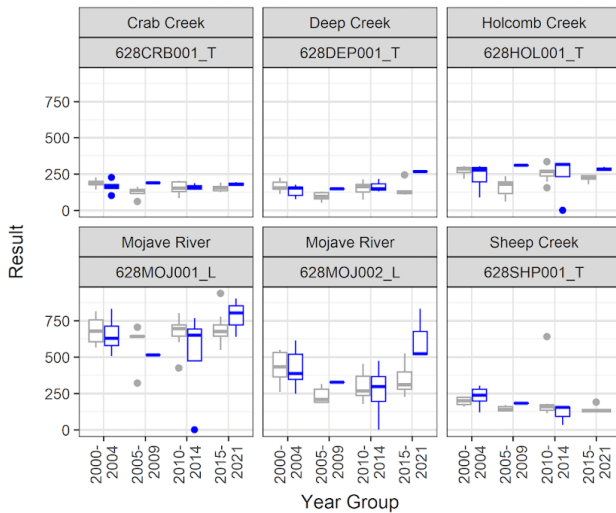 Crab Creek
Deep Creek
Holcomb Creek
628CRB001_T
628DEP001_T
628HOL001_T
750
500
250
0
Mojave River
Mojave River
Sheep Creek
628MOJ001_L
628MOJ002_L
628SHP001_T
750
500
250
0
Result
2000-
2004
2005-
2009
2010-
2014
2015-
2021
2000-
2004
2005-
2009
2010-
2014
2015-
2021
2000-
2004
2005-
2009
2010-
2014
2015-
2021
Year Group